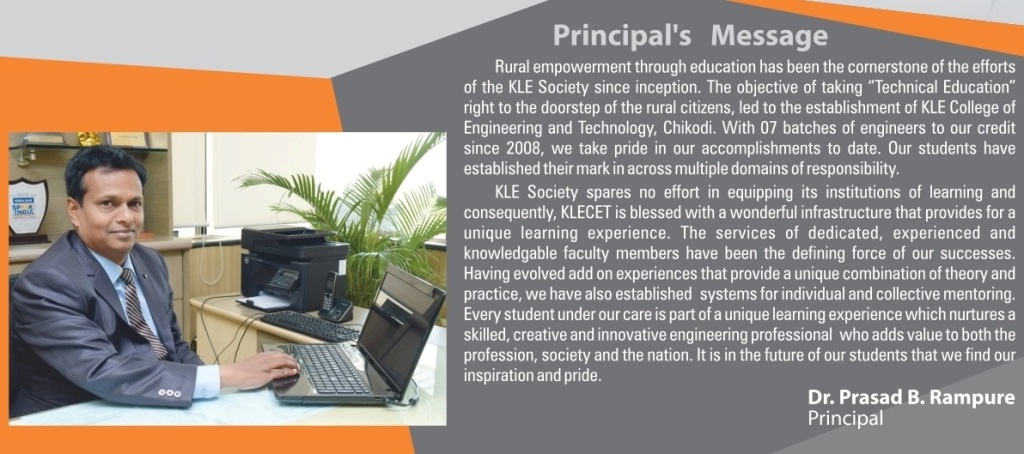 Principal's Message
Rural empowerment through education has been the cornerstone of the efforts
of the KLE Society since inception. The objective of taking “Technical Education”
right to the doorstep of the rural citizens, led to the establishment of KLE College of
Engineering and Technology, Chikodi. With 07 batches of engineers to our credit
since 2008, we take pride in our accomplishments to date. Our students have
established their mark in across multiple domains of responsibility.
KLE Society spares no effort in equipping its institutions of learning and
consequently, KLECET is blessed with a wonderful infrastructure that provides for a
unique learning experience. The services of dedicated, experienced and
knowledgable faculty members have been the defining force of our successes.
Having evolved add on experiences that provide a unique combination of theory and
practice, we have also established systems for individual and collective mentoring.
Every student under our care is part of a unique learning experience which nurtures a
skilled, creative and innovative engineering professional who adds value to both the
profession, society and the nation. It is in the future of our students that we find our
inspiration and pride.
Dr. Prasad B. Rampure
Principal
INDIA